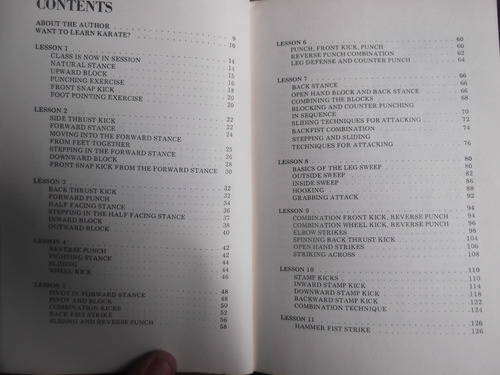 CONTENTS
ABOUT THE AUTHOR 9
WANT TO LEARN KARATE? 10
LESSON 1 14
CLASS IS NOW IN SESSION 14
NATURAL STANCE 15
UPWARD BLOCK 16
PUNCHING EXERCISE 18
FRONT SNAP KICK 20
FOOT POINTING EXERCISE 20
LESSON 2 22
SIDE THRUST KICK 22
FORWARD STANCE 24
MOVING INTO THE FORWARD STANCE
FROM FEET TOGETHER 25
STEPPING IN THE FORWARD STANCE 26
DOWNWARD BLOCK 28
FRONT SNAP KICK FROM THE FORWARD STANCE 30
LESSON 3 32
BACK THRUST KICK 32
FORWARD PUNCH 34
HALF FACING STANCE 35
STEPPING IN THE HALF FACING STANCE 37
INWARD BLOCK
OUTWARD BLOCK 40
LESSON 4 42
REVERSE PUNCH 42
FIGHTING STANCE 44
SLIDING 44
WHEEL KICK 46
LESSON 5 48
PIVOT IN FORWARD STANCE 48
PIVOT AND BLOCK 50
COMBINATION KICKS 52
BACK FIST STRIKE 56
SLIDING AND REVERSE PUNCH 58
LESSON 6 60
PUNCH, FRONT KICK, PUNCH 60
REVERSE PUNCH COMBINATION 62
LEG DEFENSE AND COUNTER PUNCH 64
LESSON 7 66
BACK STANCE 66
OPEN HAND BLOCK AND BACK STANCE 66
COMBINING THE BLOCKS 68
BLOCKING AND COUNTER PUNCHING
IN SEQUENCE 70
SLIDING TECHNIQUES FOR ATTACKING 72
BACKFIST COMBINATION 74
STEPPING AND SLIDING
TECHNIQUES FOR ATTACKING 76
LESSON 8 80
BASICS OF THE LEG SWEEP 80
OUTSIDE SWEEP 82
INSIDE SWEEP 86
HOOKING 88
GRABBING ATTACK 92
LESSON 9 94
COMBINATION FRONT KICK, REVERSE PUNCH 94
COMBINATION WHEEL KICK, REVERSE PUNCH 96
ELBOW STRIKES 96
SPINNING BACK THRUST KICK 104
OPEN HAND STRIKES 106
STRIKING ACROSS 108
LESSON 10 110
STAMP KICKS 110
INWARD STAMP KICK 114
DOWNWARD STAMP KICK 118
BACKWARD STAMP KICK 122
COMBINATION TECHNIQUE 124
LESSON 11 126
HAMMER FIST STRIKE 126